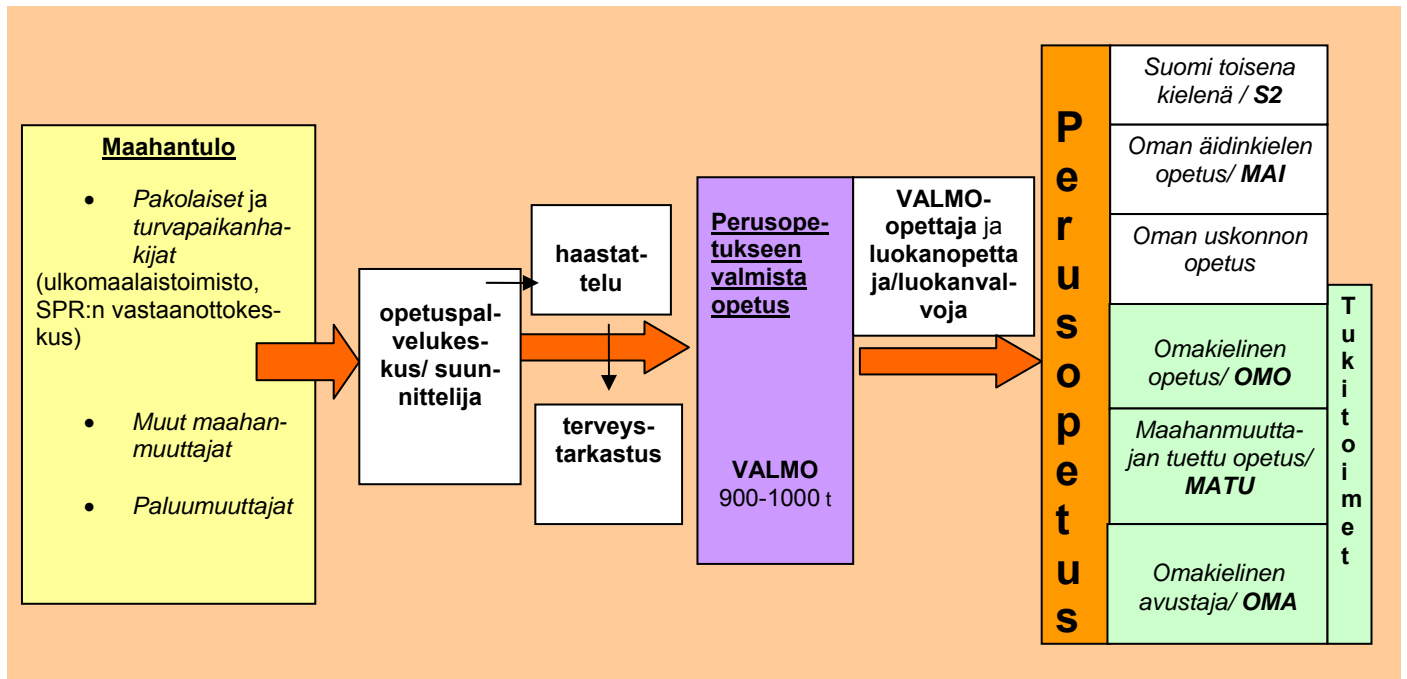 Maahantulo
• Pakolaiset ja
turvapaikanha-
kijat
(ulkomaalaistoimisto,
SPR:n vastaanottokes-
kus)
• Muut maahan-
muuttajat
• Paluumuuttajat
opetuspal-
velukes-
kus/ suun-
nittelija
haastat-
telu
terveys-
tarkastus
Perusope-
tukseen
valmista
opetus
VALMO
900-1000 t
VALMO-
opettaja ja
luokanopetta
ja/luokanval-
voja
Perusopetus
Suomi toisena
kielenä / S2
Oman äidinkielen
opetus/ MAI
Oman uskonnon
opetus
Omakielinen
opetus/ OMO
Maahanmuutta-
jan tuettu opetus/
MATU
Omakielinen
avustaja/ OMA
Tukitoimet